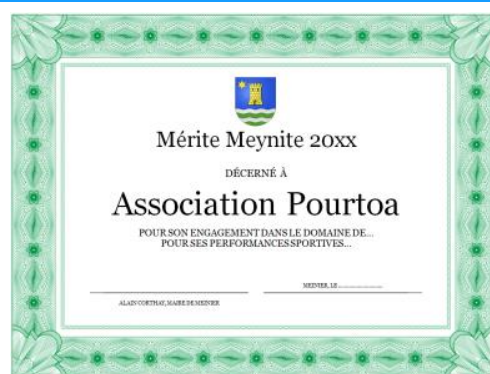 Mérite Meynite 20xx
DÉCERNÉ À
Association Pourtoa
POUR SON ENGAGEMENT DANS LE DOMAINE DE...
POUR SES PERFORMANCES SPORTIVES...
MEINIER, LE ....................
ALAIN CORTHAY, MAIRE DE MEINIER